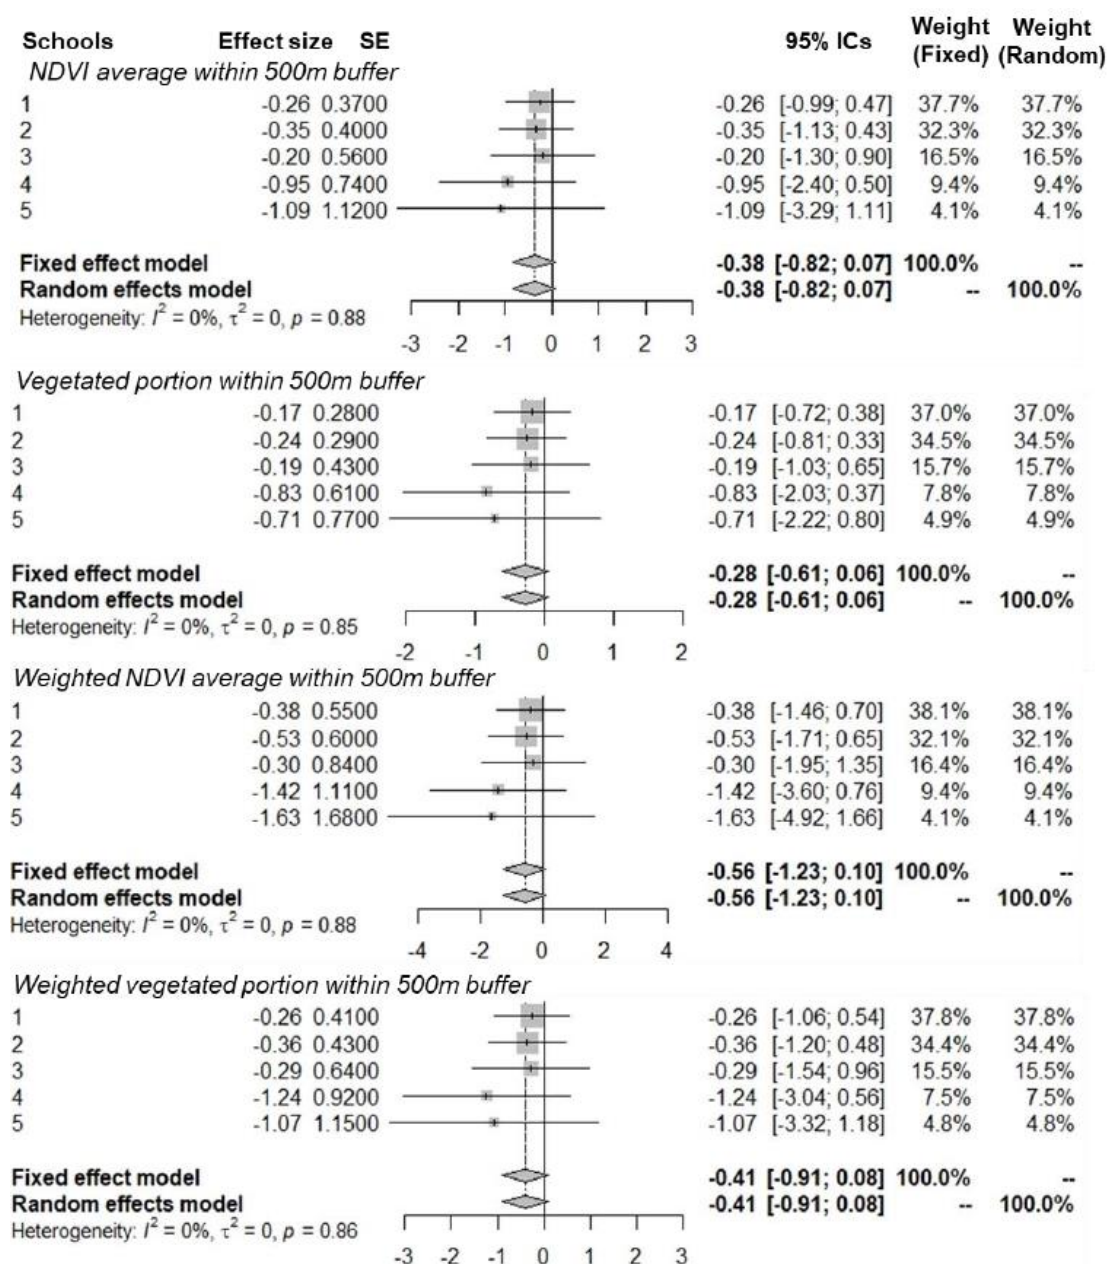 Schools Effect size SE 95% ICs Weight (Fixed) Weight (Random)
NDVI average within 500m buffer
1 -0.26 0.3700 -0.26 [-0.99; 0.47] 37.7% 37.7%
2 -0.35 0.4000 -0.35 [-1.13; 0.43] 32.3% 32.3%
3 -0.20 0.5600 -0.20 [-1.30; 0.90] 16.5% 16.5%
4 -0.95 0.7400 -0.95 [-2.40; 0.50] 9.4% 9.4%
5 -1.09 1.1200 -1.09 [-3.29; 1.11] 4.1% 4.1%
Fixed effect model -0.38 [-0.82; 0.07] 100.0% --
Random effects model -0.38 [-0.82; 0.07] -- 100.0%
Heterogeneity: I² = 0%, τ² = 0, p = 0.88
-3 -2 -1 0 1 2 3
Vegetated portion within 500m buffer
1 -0.17 0.2800 -0.17 [-0.72; 0.38] 37.0% 37.0%
2 -0.24 0.2900 -0.24 [-0.81; 0.33] 34.5% 34.5%
3 -0.19 0.4300 -0.19 [-1.03; 0.65] 15.7% 15.7%
4 -0.83 0.6100 -0.83 [-2.03; 0.37] 7.8% 7.8%
5 -0.71 0.7700 -0.71 [-2.22; 0.80] 4.9% 4.9%
Fixed effect model -0.28 [-0.61; 0.06] 100.0% --
Random effects model -0.28 [-0.61; 0.06] -- 100.0%
Heterogeneity: I² = 0%, τ² = 0, p = 0.85
-2 -1 0 1 2
Weighted NDVI average within 500m buffer
1 -0.38 0.5500 -0.38 [-1.46; 0.70] 38.1% 38.1%
2 -0.53 0.6000 -0.53 [-1.71; 0.65] 32.1% 32.1%
3 -0.30 0.8400 -0.30 [-1.95; 1.35] 16.4% 16.4%
4 -1.42 1.1100 -1.42 [-3.60; 0.76] 9.4% 9.4%
5 -1.63 1.6800 -1.63 [-4.92; 1.66] 4.1% 4.1%
Fixed effect model -0.56 [-1.23; 0.10] 100.0% --
Random effects model -0.56 [-1.23; 0.10] -- 100.0%
Heterogeneity: I² = 0%, τ² = 0, p = 0.88
-4 -2 0 2 4
Weighted vegetated portion within 500m buffer
1 -0.26 0.4100 -0.26 [-1.06; 0.54] 37.8% 37.8%
2 -0.36 0.4300 -0.36 [-1.20; 0.48] 34.4% 34.4%
3 -0.29 0.6400 -0.29 [-1.54; 0.96] 15.5% 15.5%
4 -1.24 0.9200 -1.24 [-3.04; 0.56] 7.5% 7.5%
5 -1.07 1.1500 -1.07 [-3.32; 1.18] 4.8% 4.8%
Fixed effect model -0.41 [-0.91; 0.08] 100.0% --
Random effects model -0.41 [-0.91; 0.08] -- 100.0%
Heterogeneity: I² = 0%, τ² = 0, p = 0.86
-3 -2 -1 0 1 2 3